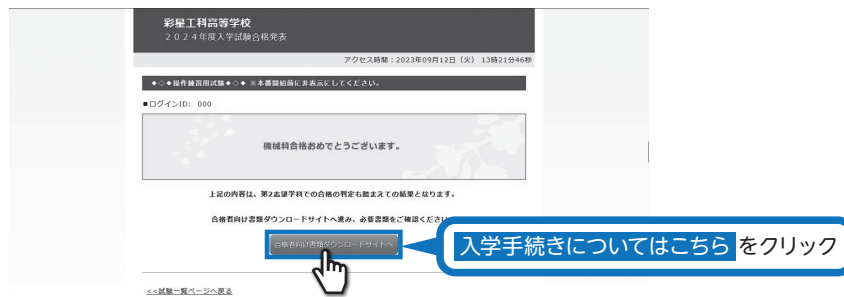 彩星工科高等学校
2024年度入学試験合格発表
アクセス時間：2023年09月12日（火） 13時21分46秒
◆◇◆操作練習用試験◆◇◆ ※本番開始前に非表示にしてください。
■ログインID: 000
機械科合格おめでとうございます。
上記の内容は、第2志望学科での合格の判定も踏まえての結果となります。
合格者向け書類ダウンロードサイトへ進み、必要書類をご確認ください
合格者向け書類ダウンロードサイトへ
入学手続きについてはこちら をクリック
<<試験一覧ページへ戻る